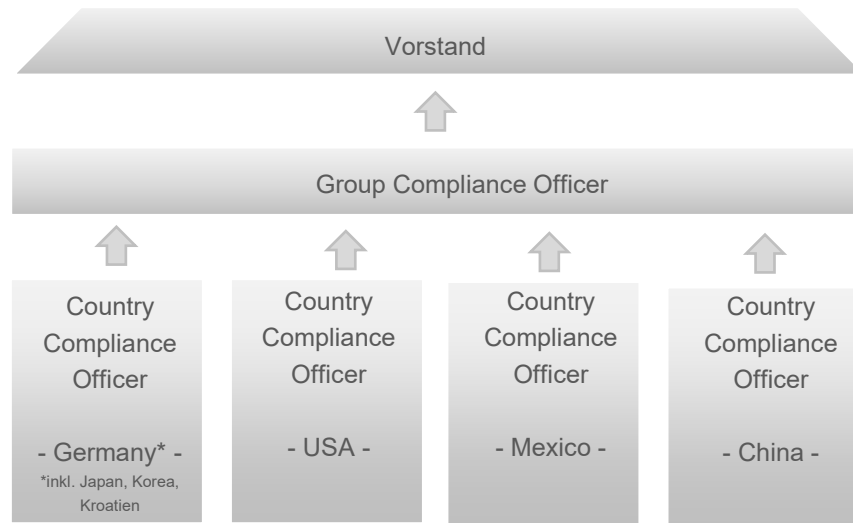 Vorstand
Group Compliance Officer
Country
Compliance
Officer
- Germany* -
*inkl. Japan, Korea,
Kroatien
Country
Compliance
Officer
- USA -
Country
Compliance
Officer
- Mexico -
Country
Compliance
Officer
- China -